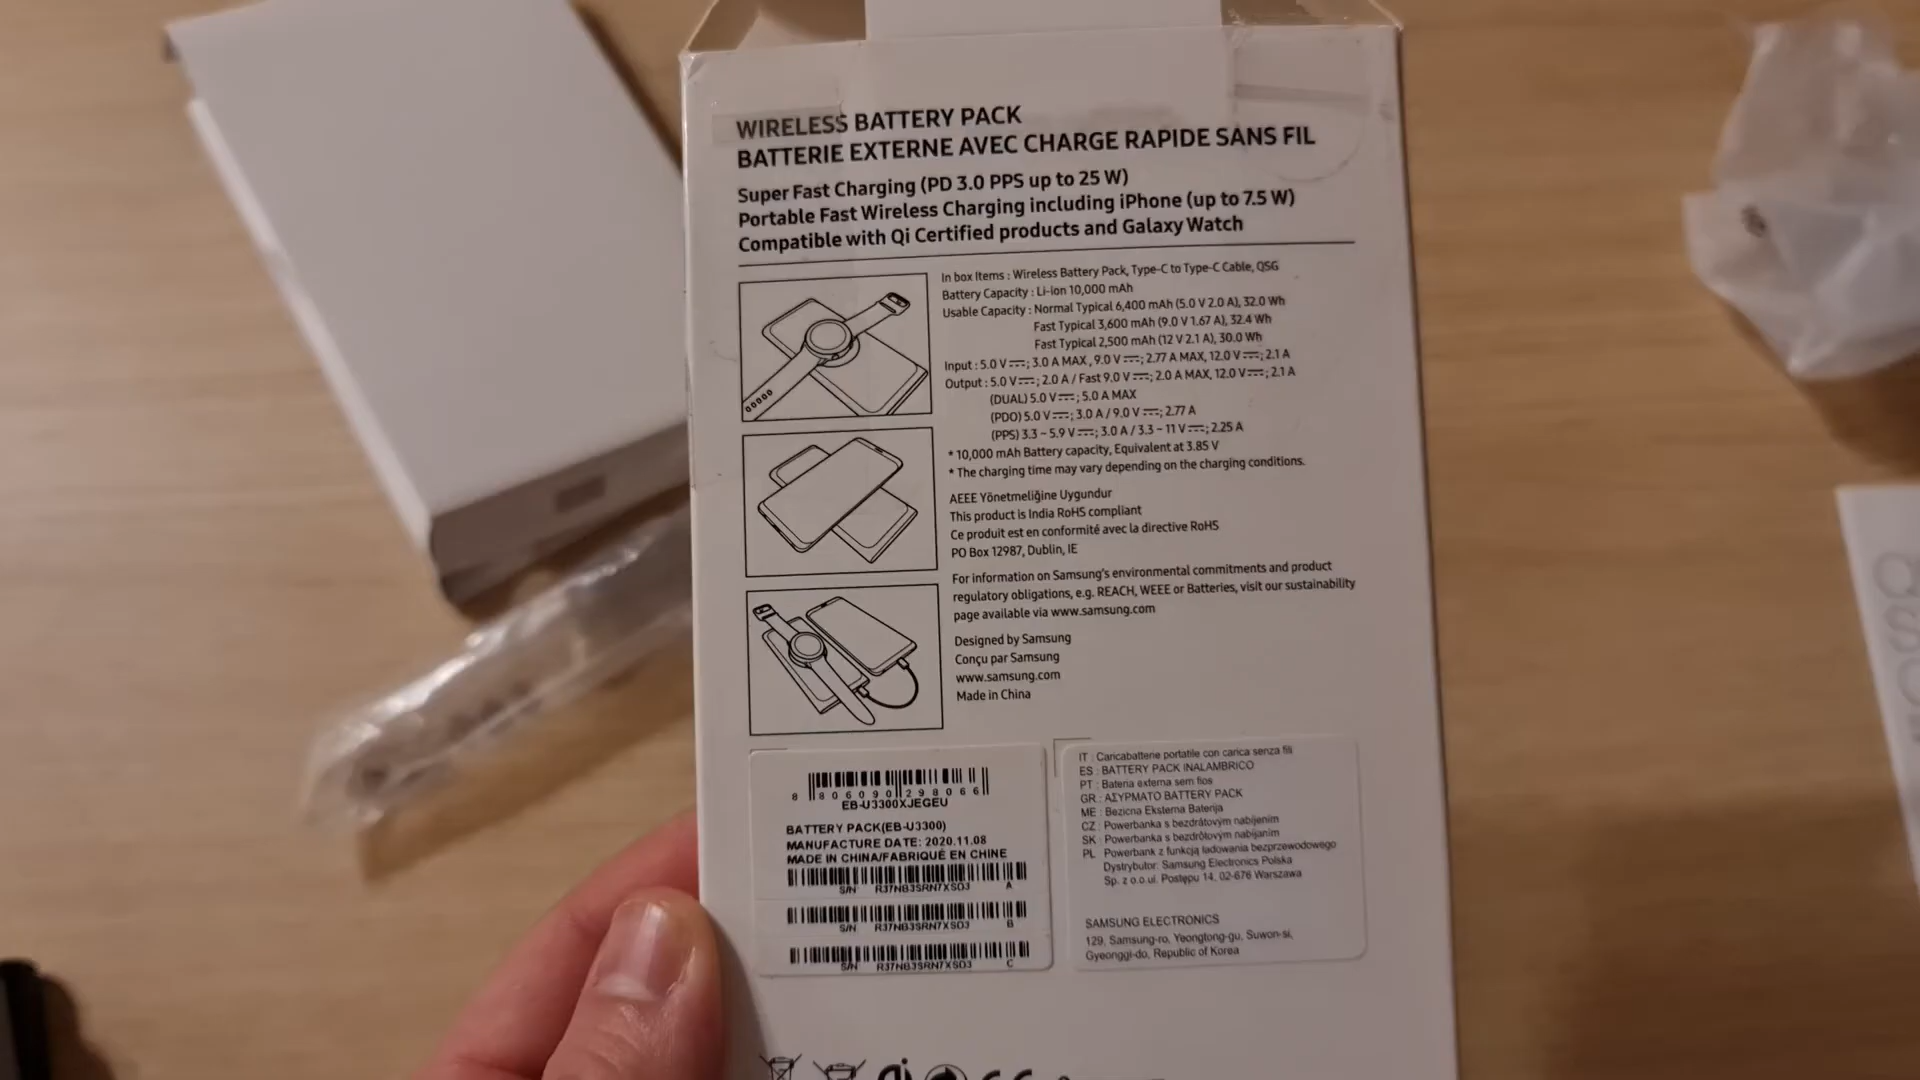 WIRELESS BATTERY PACK
BATTERIE EXTERNE AVEC CHARGE RAPIDE SANS FIL
Super Fast Charging (PD 3.0 PPS up to 25 W)
Portable Fast Wireless Charging including iPhone (up to 7.5 W)
Compatible with Qi Certified products and Galaxy Watch
In box Items : Wireless Battery Pack, Type-C to Type-C Cable, QSG
Battery Capacity : Li-ion 10,000 mAh
Usable Capacity : Normal Typical 6,400 mAh (5.0 V 2.0 A), 32.0 Wh
Fast Typical 3,600 mAh (9.0 V 1.67 A), 32.4 Wh
Fast Typical 2,500 mAh (12 V 2.1 A), 30.0 Wh
Input : 5.0 V ⎓; 3.0 A MAX , 9.0 V ⎓; 2.77 A MAX, 12.0 V ⎓; 2.1 A
Output : 5.0 V ⎓; 2.0 A / Fast 9.0 V ⎓; 2.0 A MAX, 12.0 V ⎓; 2.1 A
(DUAL) 5.0 V ⎓; 5.0 A MAX
(PDO) 5.0 V ⎓; 3.0 A / 9.0 V ⎓; 2.77 A
(PPS) 3.3 ~ 5.9 V ⎓; 3.0 A / 3.3 ~ 11 V ⎓; 2.25 A
* 10,000 mAh Battery capacity, Equivalent at 3.85 V
* The charging time may vary depending on the charging conditions.
AEEE Yönetmeliğine Uygundur
This product is India RoHS compliant
Ce produit est en conformité avec la directive RoHS
PO Box 12987, Dublin, IE
For information on Samsung's environmental commitments and product
regulatory obligations, e.g. REACH, WEEE or Batteries, visit our sustainability
page available via www.samsung.com
Designed by Samsung
Conçu par Samsung
www.samsung.com
Made in China
8 806090 298066
EB-U3300XJEGEU
BATTERY PACK(EB-U3300)
MANUFACTURE DATE: 2020.11.08
MADE IN CHINA/FABRIQUÉ EN CHINE
S/N R37NB3SRN7XSO3 A
S/N R37NB3SRN7XSO3 B
S/N R37NB3SRN7XSO3 C
IT : Caricabatterie portatile con carica senza fili
ES : BATTERY PACK INALAMBRICO
PT : Bateria externa sem fios
GR : ΑΣΥΡΜΑΤΟ BATTERY PACK
ME : Bezicna Eksterna Baterija
CZ : Powerbanka s bezdrátovým nabíjením
SK : Powerbanka s bezdrôtovým nabíjaním
PL Powerbank z funkcją ładowania bezprzewodowego
Dystrybutor: Samsung Electronics Polska
Sp. z o.o.ul. Postępu 14, 02-676 Warszawa
SAMSUNG ELECTRONICS
129, Samsung-ro, Yeongtong-gu, Suwon-si,
Gyeonggi-do, Republic of Korea